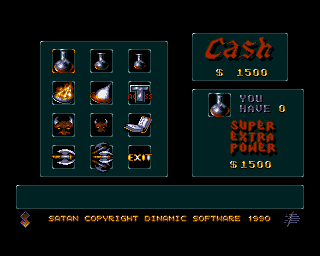 Cash
$ 1500
YOU
HAVE 0
SUPER
EXTRA
POWER
$1500
EXIT
SATAN COPYRIGHT DINAMIC SOFTWARE 1990